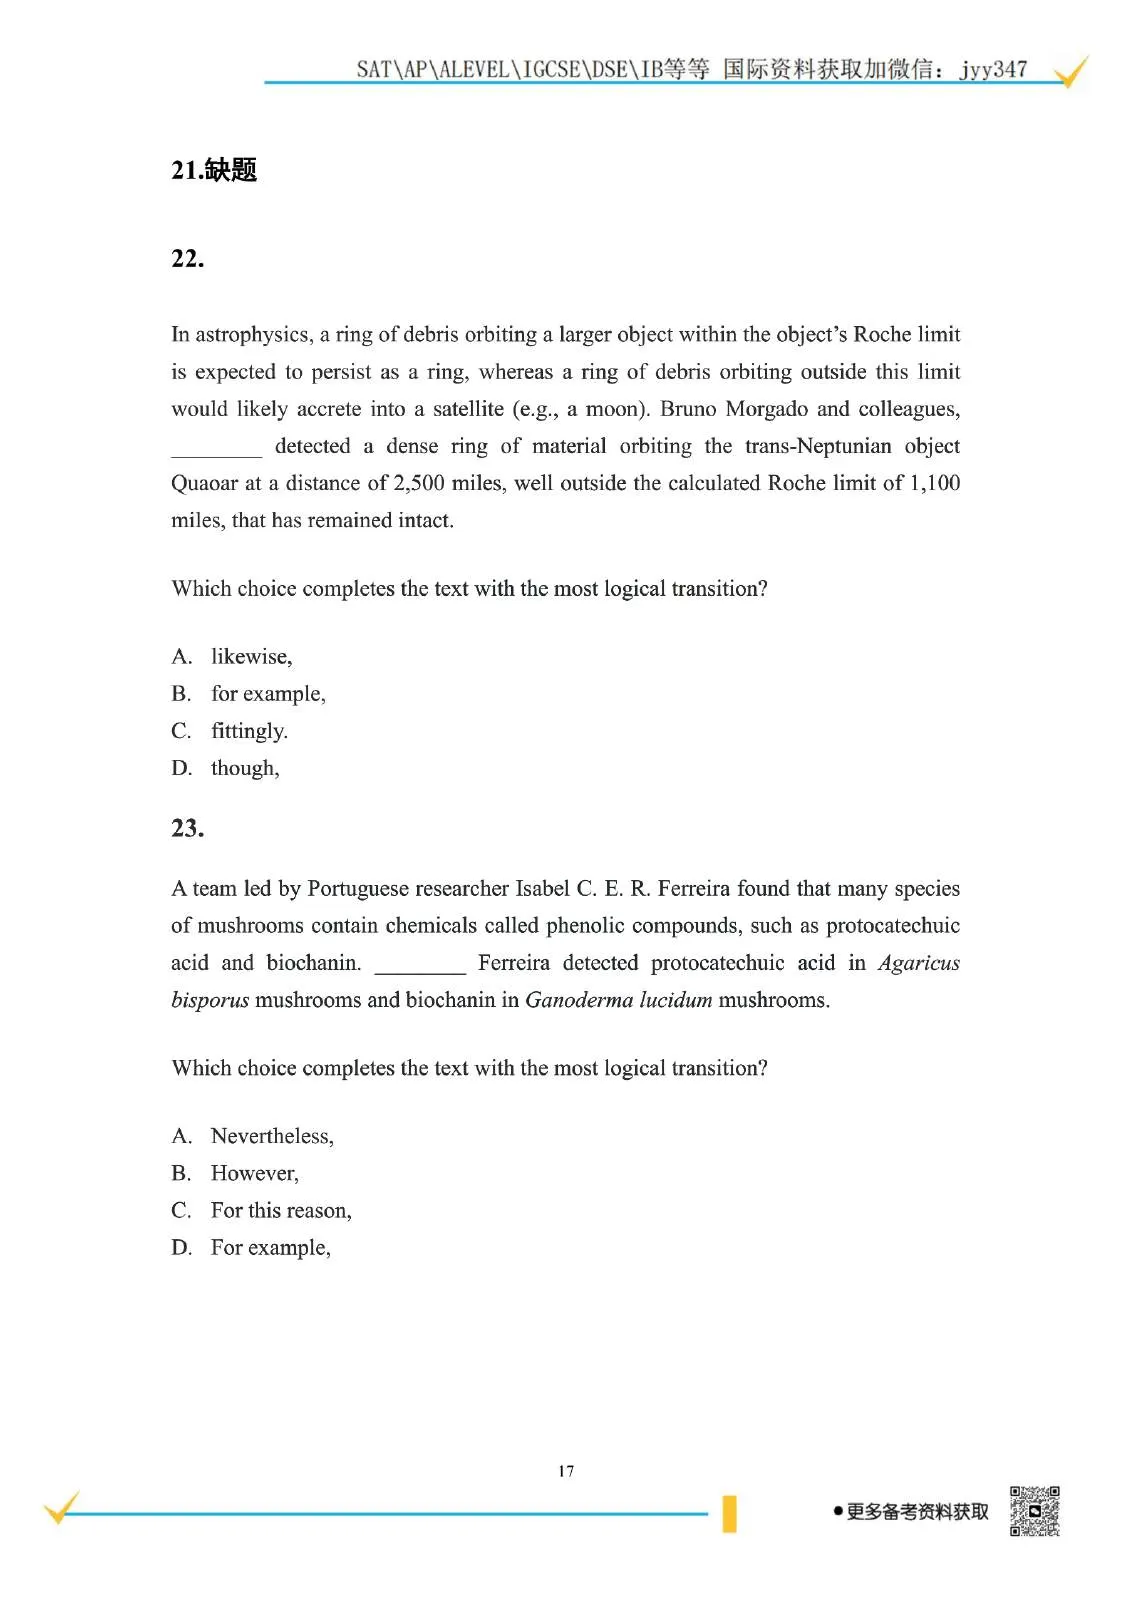 SAT\AP\ALEVEL\IGCSE\DSE\IB等等 国际资料获取加微信：jyy347
21.缺题
22.
In astrophysics, a ring of debris orbiting a larger object within the object’s Roche limit
is expected to persist as a ring, whereas a ring of debris orbiting outside this limit
would likely accrete into a satellite (e.g., a moon). Bruno Morgado and colleagues,
________ detected a dense ring of material orbiting the trans-Neptunian object
Quaoar at a distance of 2,500 miles, well outside the calculated Roche limit of 1,100
miles, that has remained intact.
Which choice completes the text with the most logical transition?
A. likewise,
B. for example,
C. fittingly.
D. though,
23.
A team led by Portuguese researcher Isabel C. E. R. Ferreira found that many species
of mushrooms contain chemicals called phenolic compounds, such as protocatechuic
acid and biochanin. ________ Ferreira detected protocatechuic acid in Agaricus
bisporus mushrooms and biochanin in Ganoderma lucidum mushrooms.
Which choice completes the text with the most logical transition?
A. Nevertheless,
B. However,
C. For this reason,
D. For example,
17
●更多备考资料获取